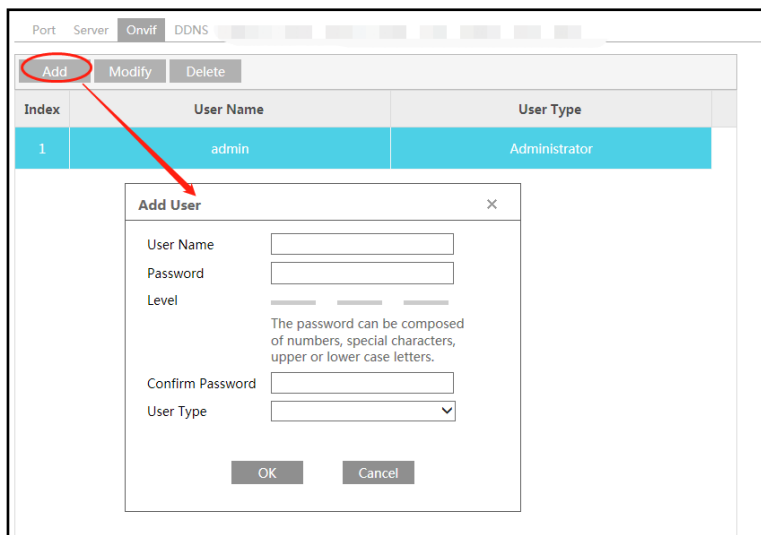 Port Server Onvif DDNS
Add Modify Delete
Index User Name User Type
1 admin Administrator
Add User ×
User Name
Password
Level
The password can be composed
of numbers, special characters,
upper or lower case letters.
Confirm Password
User Type
OK Cancel